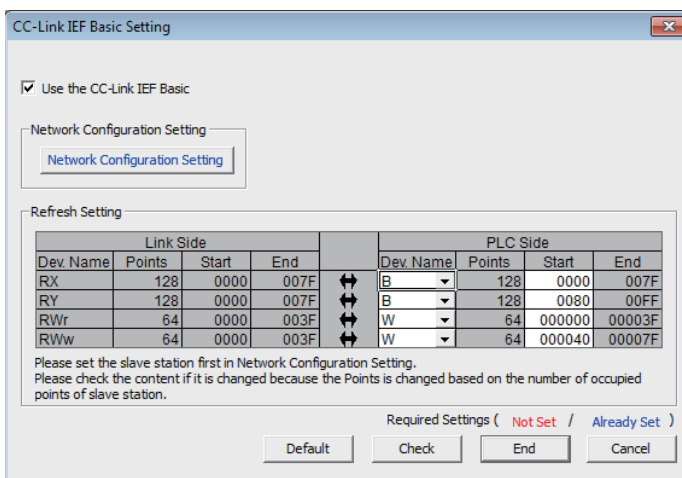 CC-Link IEF Basic Setting
Use the CC-Link IEF Basic
Network Configuration Setting
Network Configuration Setting
Refresh Setting
Link Side PLC Side
Dev. Name Points Start End Dev. Name Points Start End
RX 128 0000 007F B 128 0000 007F
RY 128 0000 007F B 128 0080 00FF
RWr 64 0000 003F W 64 000000 00003F
RWw 64 0000 003F W 64 000040 00007F
Please set the slave station first in Network Configuration Setting.
Please check the content if it is changed because the Points is changed based on the number of occupied
points of slave station.
Required Settings ( Not Set / Already Set )
Default Check End Cancel